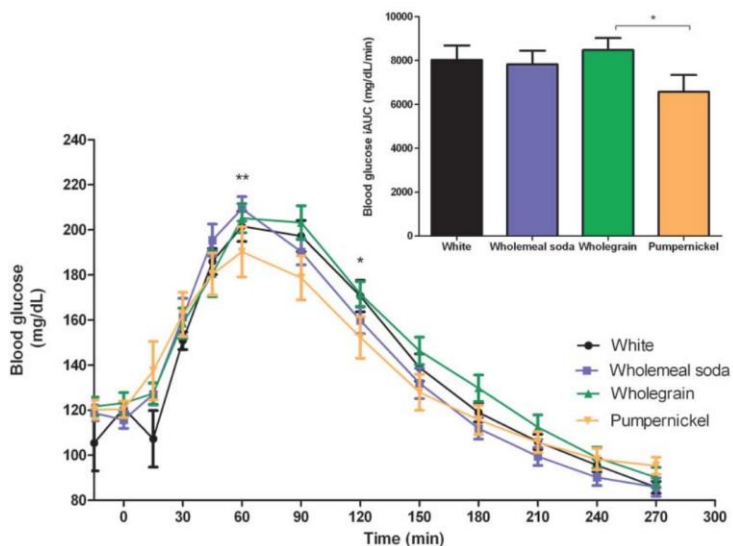 *
10000
8000
6000
4000
2000
0
Blood glucose iAUC (mg/dL/min)
White Wholemeal soda Wholegrain Pumpernickel
240
220
200
180
160
140
120
100
80
Blood glucose
(mg/dL)
**
*
White
Wholemeal soda
Wholegrain
Pumpernickel
0 30 60 90 120 150 180 210 240 270 300
Time (min)